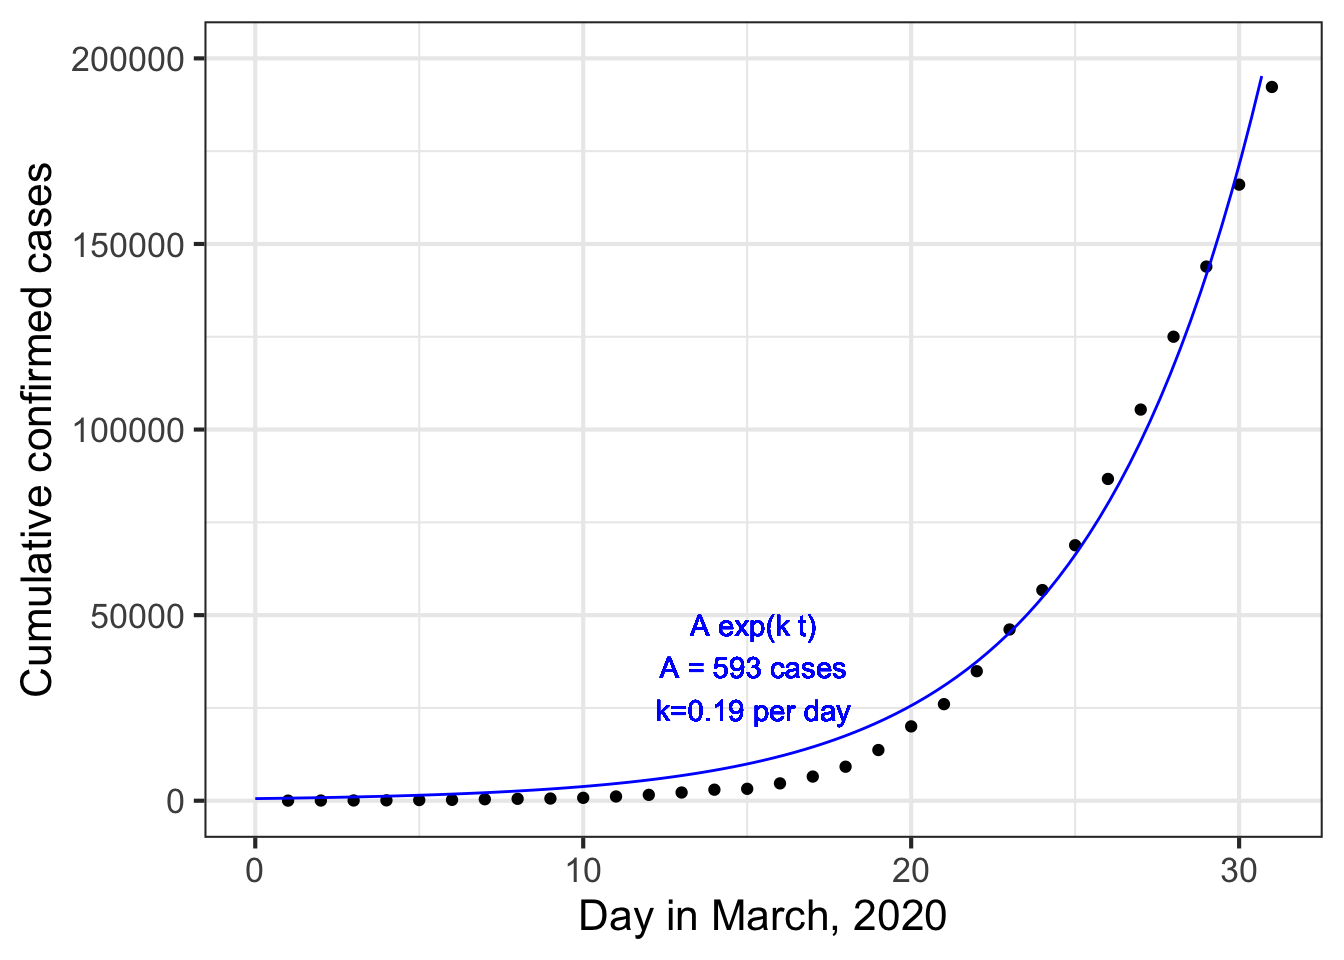 200000
150000
100000
50000
0
Cumulative confirmed cases
A exp(k t)
A = 593 cases
k=0.19 per day
0 10 20 30
Day in March, 2020